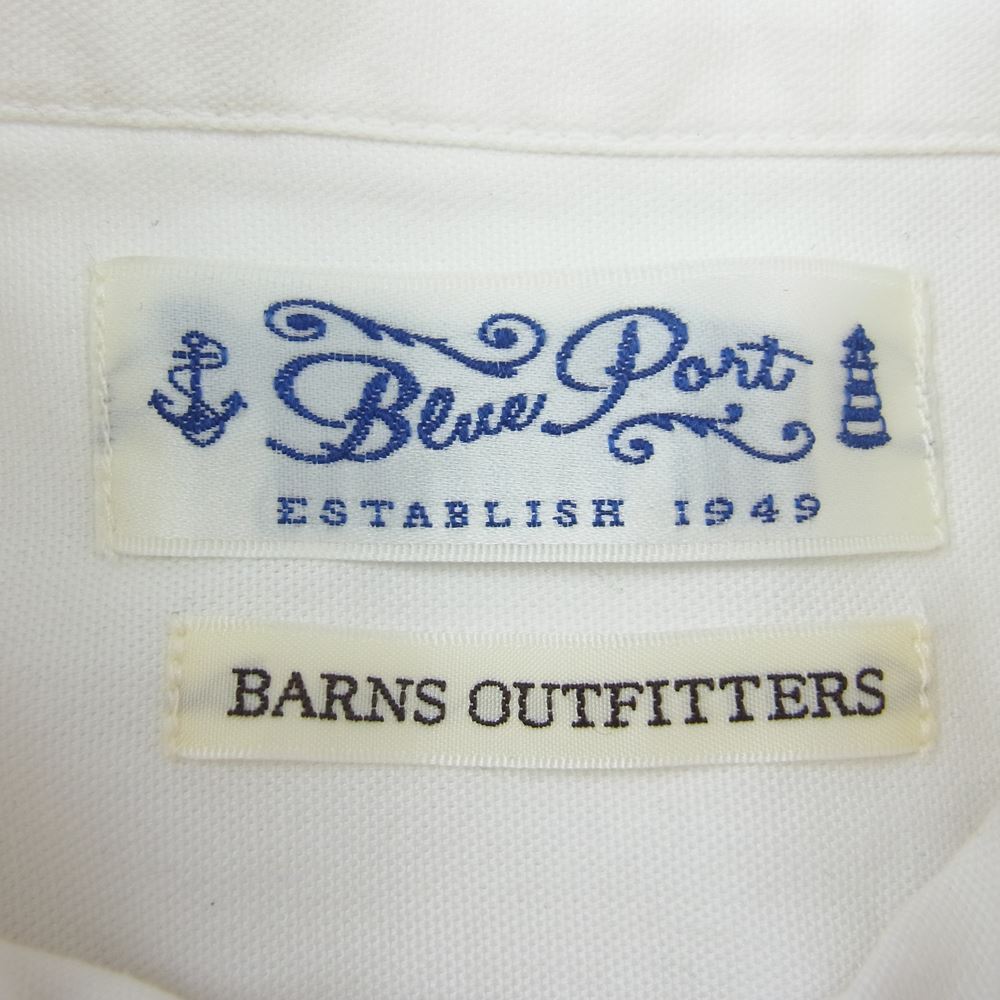 Blue Port
ESTABLISH 1949
BARNS OUTFITTERS